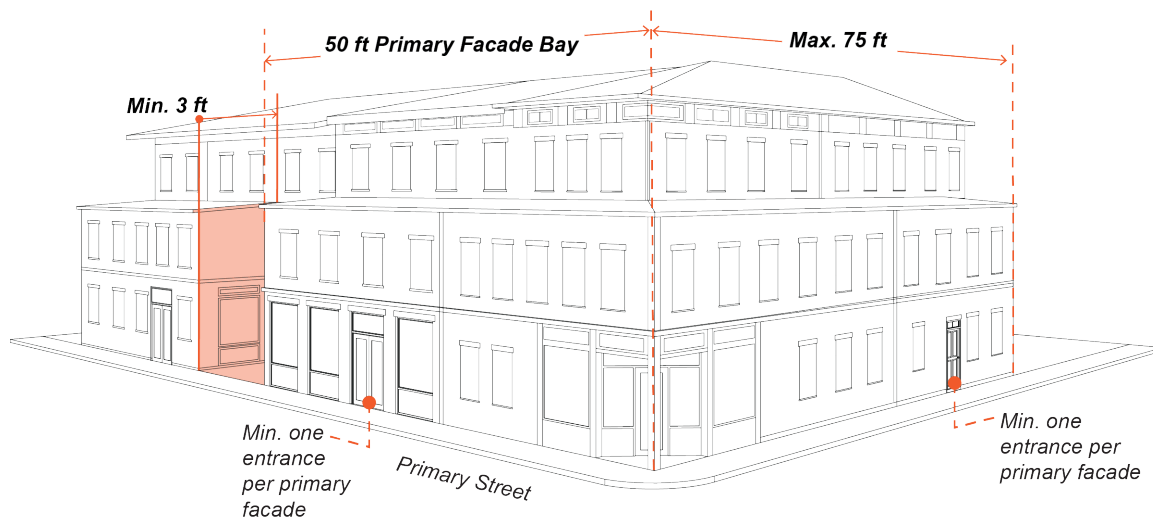 50 ft Primary Facade Bay
Max. 75 ft
Min. 3 ft
Min. one
entrance
per primary
facade
Primary Street
Min. one
entrance per
primary facade